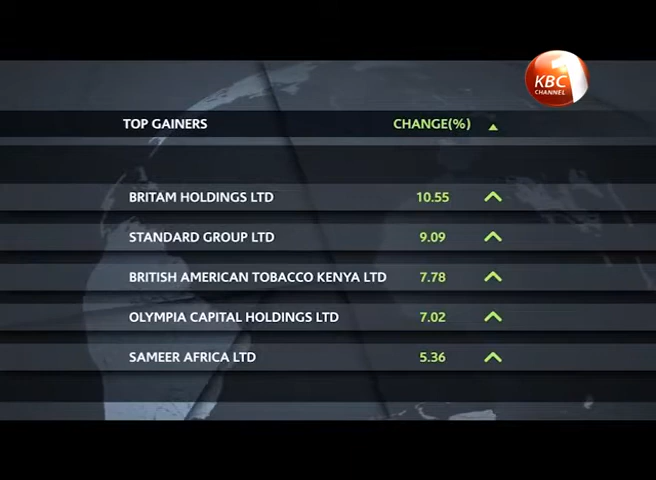 1
KBC
CHANNEL
TOP GAINERS CHANGE(%)
BRITAM HOLDINGS LTD 10.55
STANDARD GROUP LTD 9.09
BRITISH AMERICAN TOBACCO KENYA LTD 7.78
OLYMPIA CAPITAL HOLDINGS LTD 7.02
SAMEER AFRICA LTD 5.36